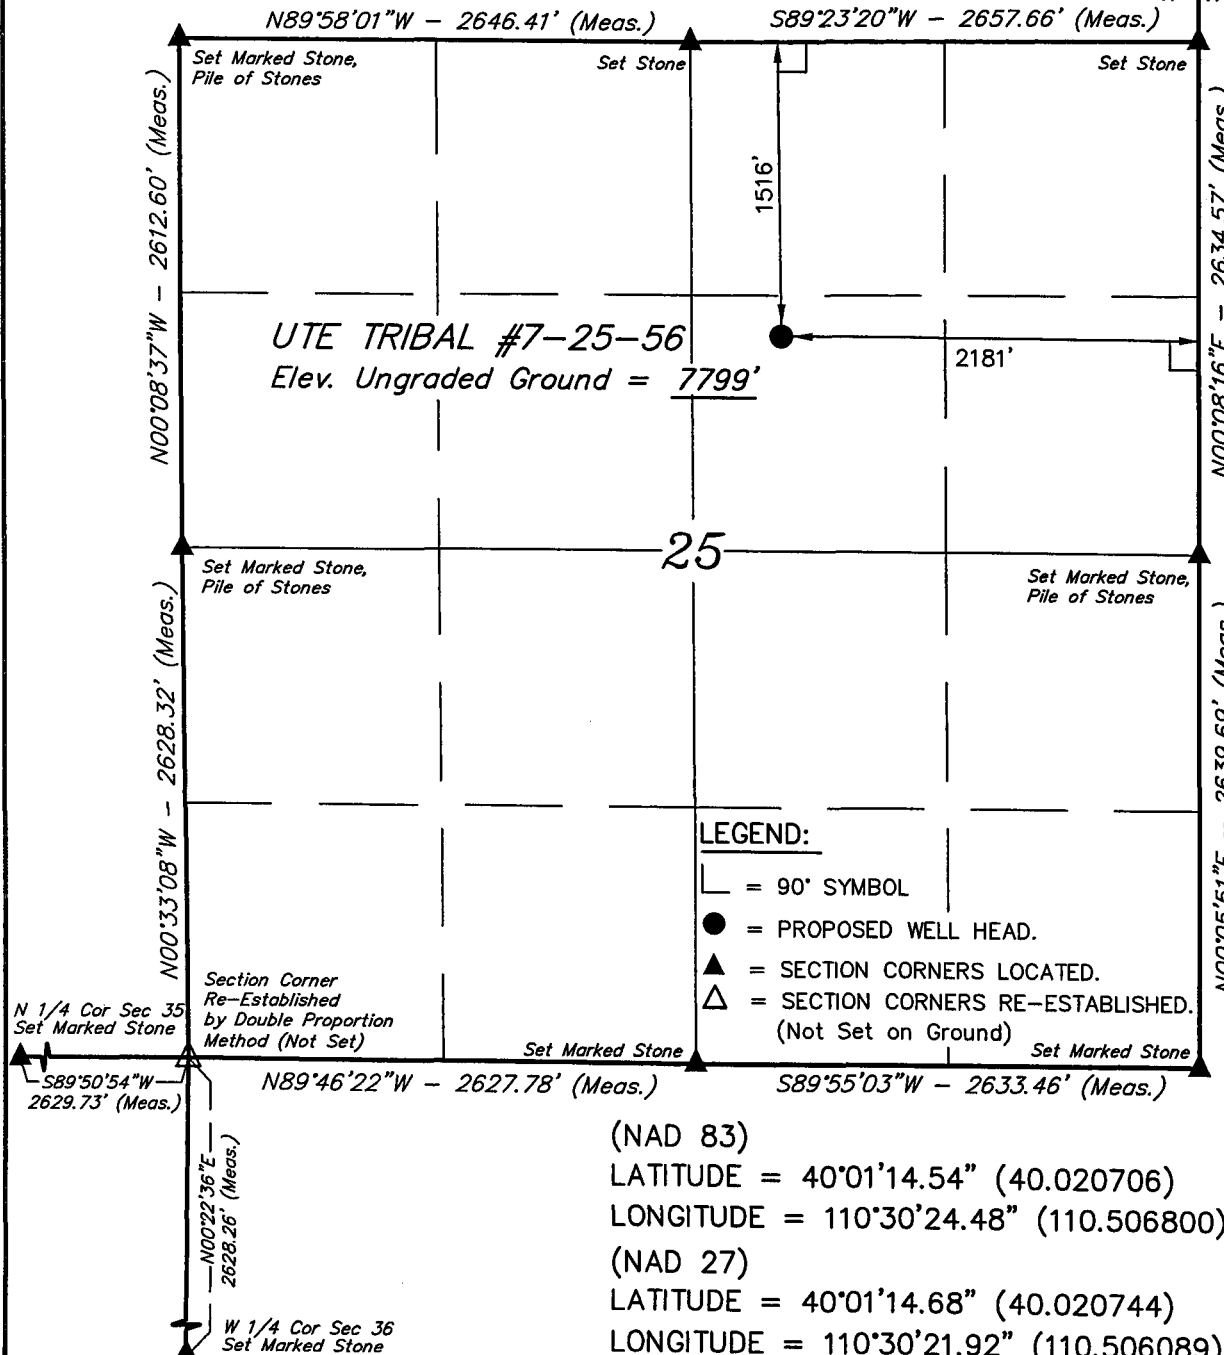 N89°58'01"W - 2646.41' (Meas.)
S89°23'20"W - 2657.66' (Meas.)
Set Marked Stone,
Pile of Stones
Set Stone
Set Stone
N00°08'37"W - 2612.60' (Meas.)
1516'
N00°08'16"E - 2634.57' (Meas.)
UTE TRIBAL #7-25-56
Elev. Ungraded Ground = 7799'
2181'
25
Set Marked Stone,
Pile of Stones
Set Marked Stone,
Pile of Stones
N00°33'08"W - 2628.32' (Meas.)
N00°05'51"E - 2639.69' (Meas.)
LEGEND:
= 90° SYMBOL
= PROPOSED WELL HEAD.
= SECTION CORNERS LOCATED.
= SECTION CORNERS RE-ESTABLISHED.
(Not Set on Ground)
Section Corner
Re-Established
by Double Proportion
Method (Not Set)
N 1/4 Cor Sec 35
Set Marked Stone
Set Marked Stone
Set Marked Stone
S89°50'54"W
2629.73' (Meas.)
N89°46'22"W - 2627.78' (Meas.)
S89°55'03"W - 2633.46' (Meas.)
N00°22'36"E
2628.26' (Meas.)
W 1/4 Cor Sec 36
Set Marked Stone
(NAD 83)
LATITUDE = 40°01'14.54" (40.020706)
LONGITUDE = 110°30'24.48" (110.506800)
(NAD 27)
LATITUDE = 40°01'14.68" (40.020744)
LONGITUDE = 110°30'21.92" (110.506089)